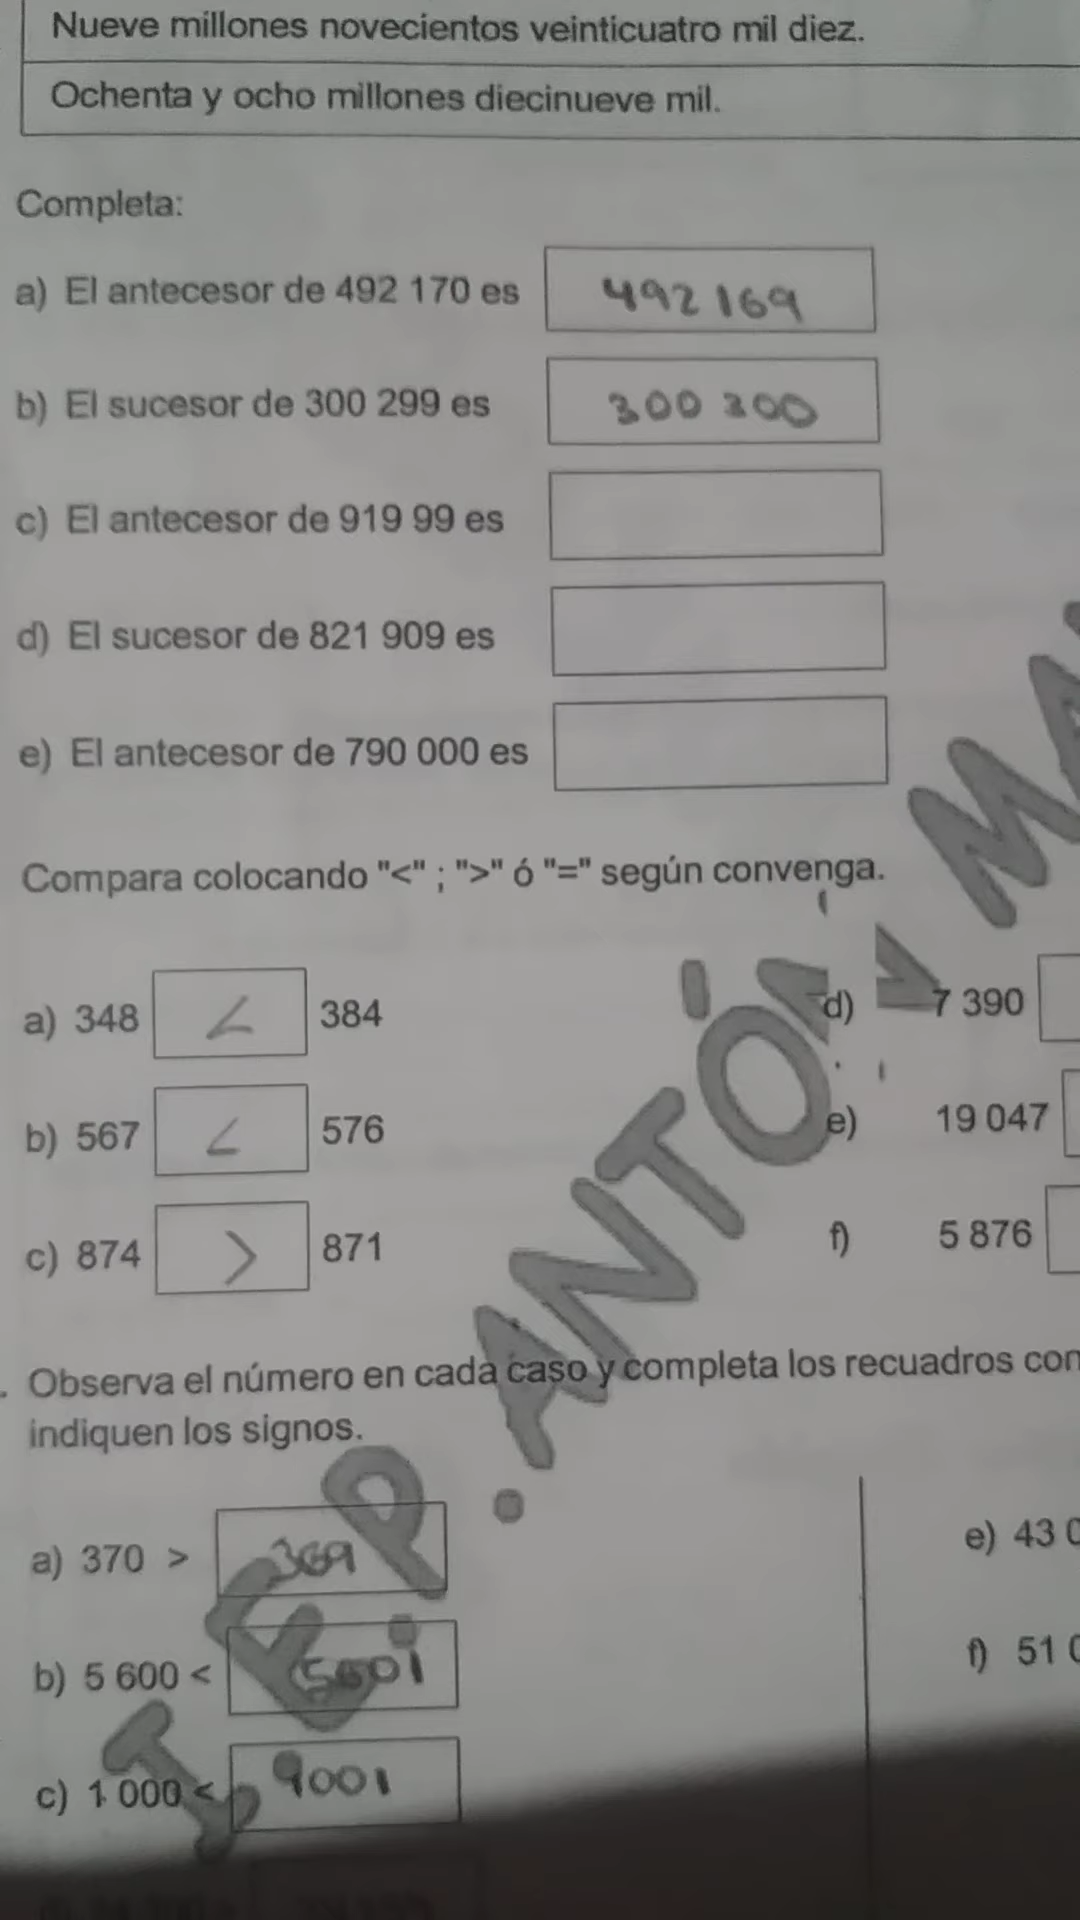 Nueve millones novecientos veinticuatro mil diez.
Ochenta y ocho millones diecinueve mil.
Completa:
a) El antecesor de 492 170 es 492 169
b) El sucesor de 300 299 es 300 300
c) El antecesor de 919 99 es
d) El sucesor de 821 909 es
e) El antecesor de 790 000 es
Compara colocando "<" ; ">" ó "=" según convenga.
a) 348 < 384 d) 7 390
b) 567 < 576 e) 19 047
c) 874 > 871 f) 5 876
. Observa el número en cada caso y completa los recuadros con
indiquen los signos.
a) 370 > 369 e) 43 0
b) 5 600 < 5601 f) 51 0
c) 1 000 < 9001
I.E.P. ANTÓN